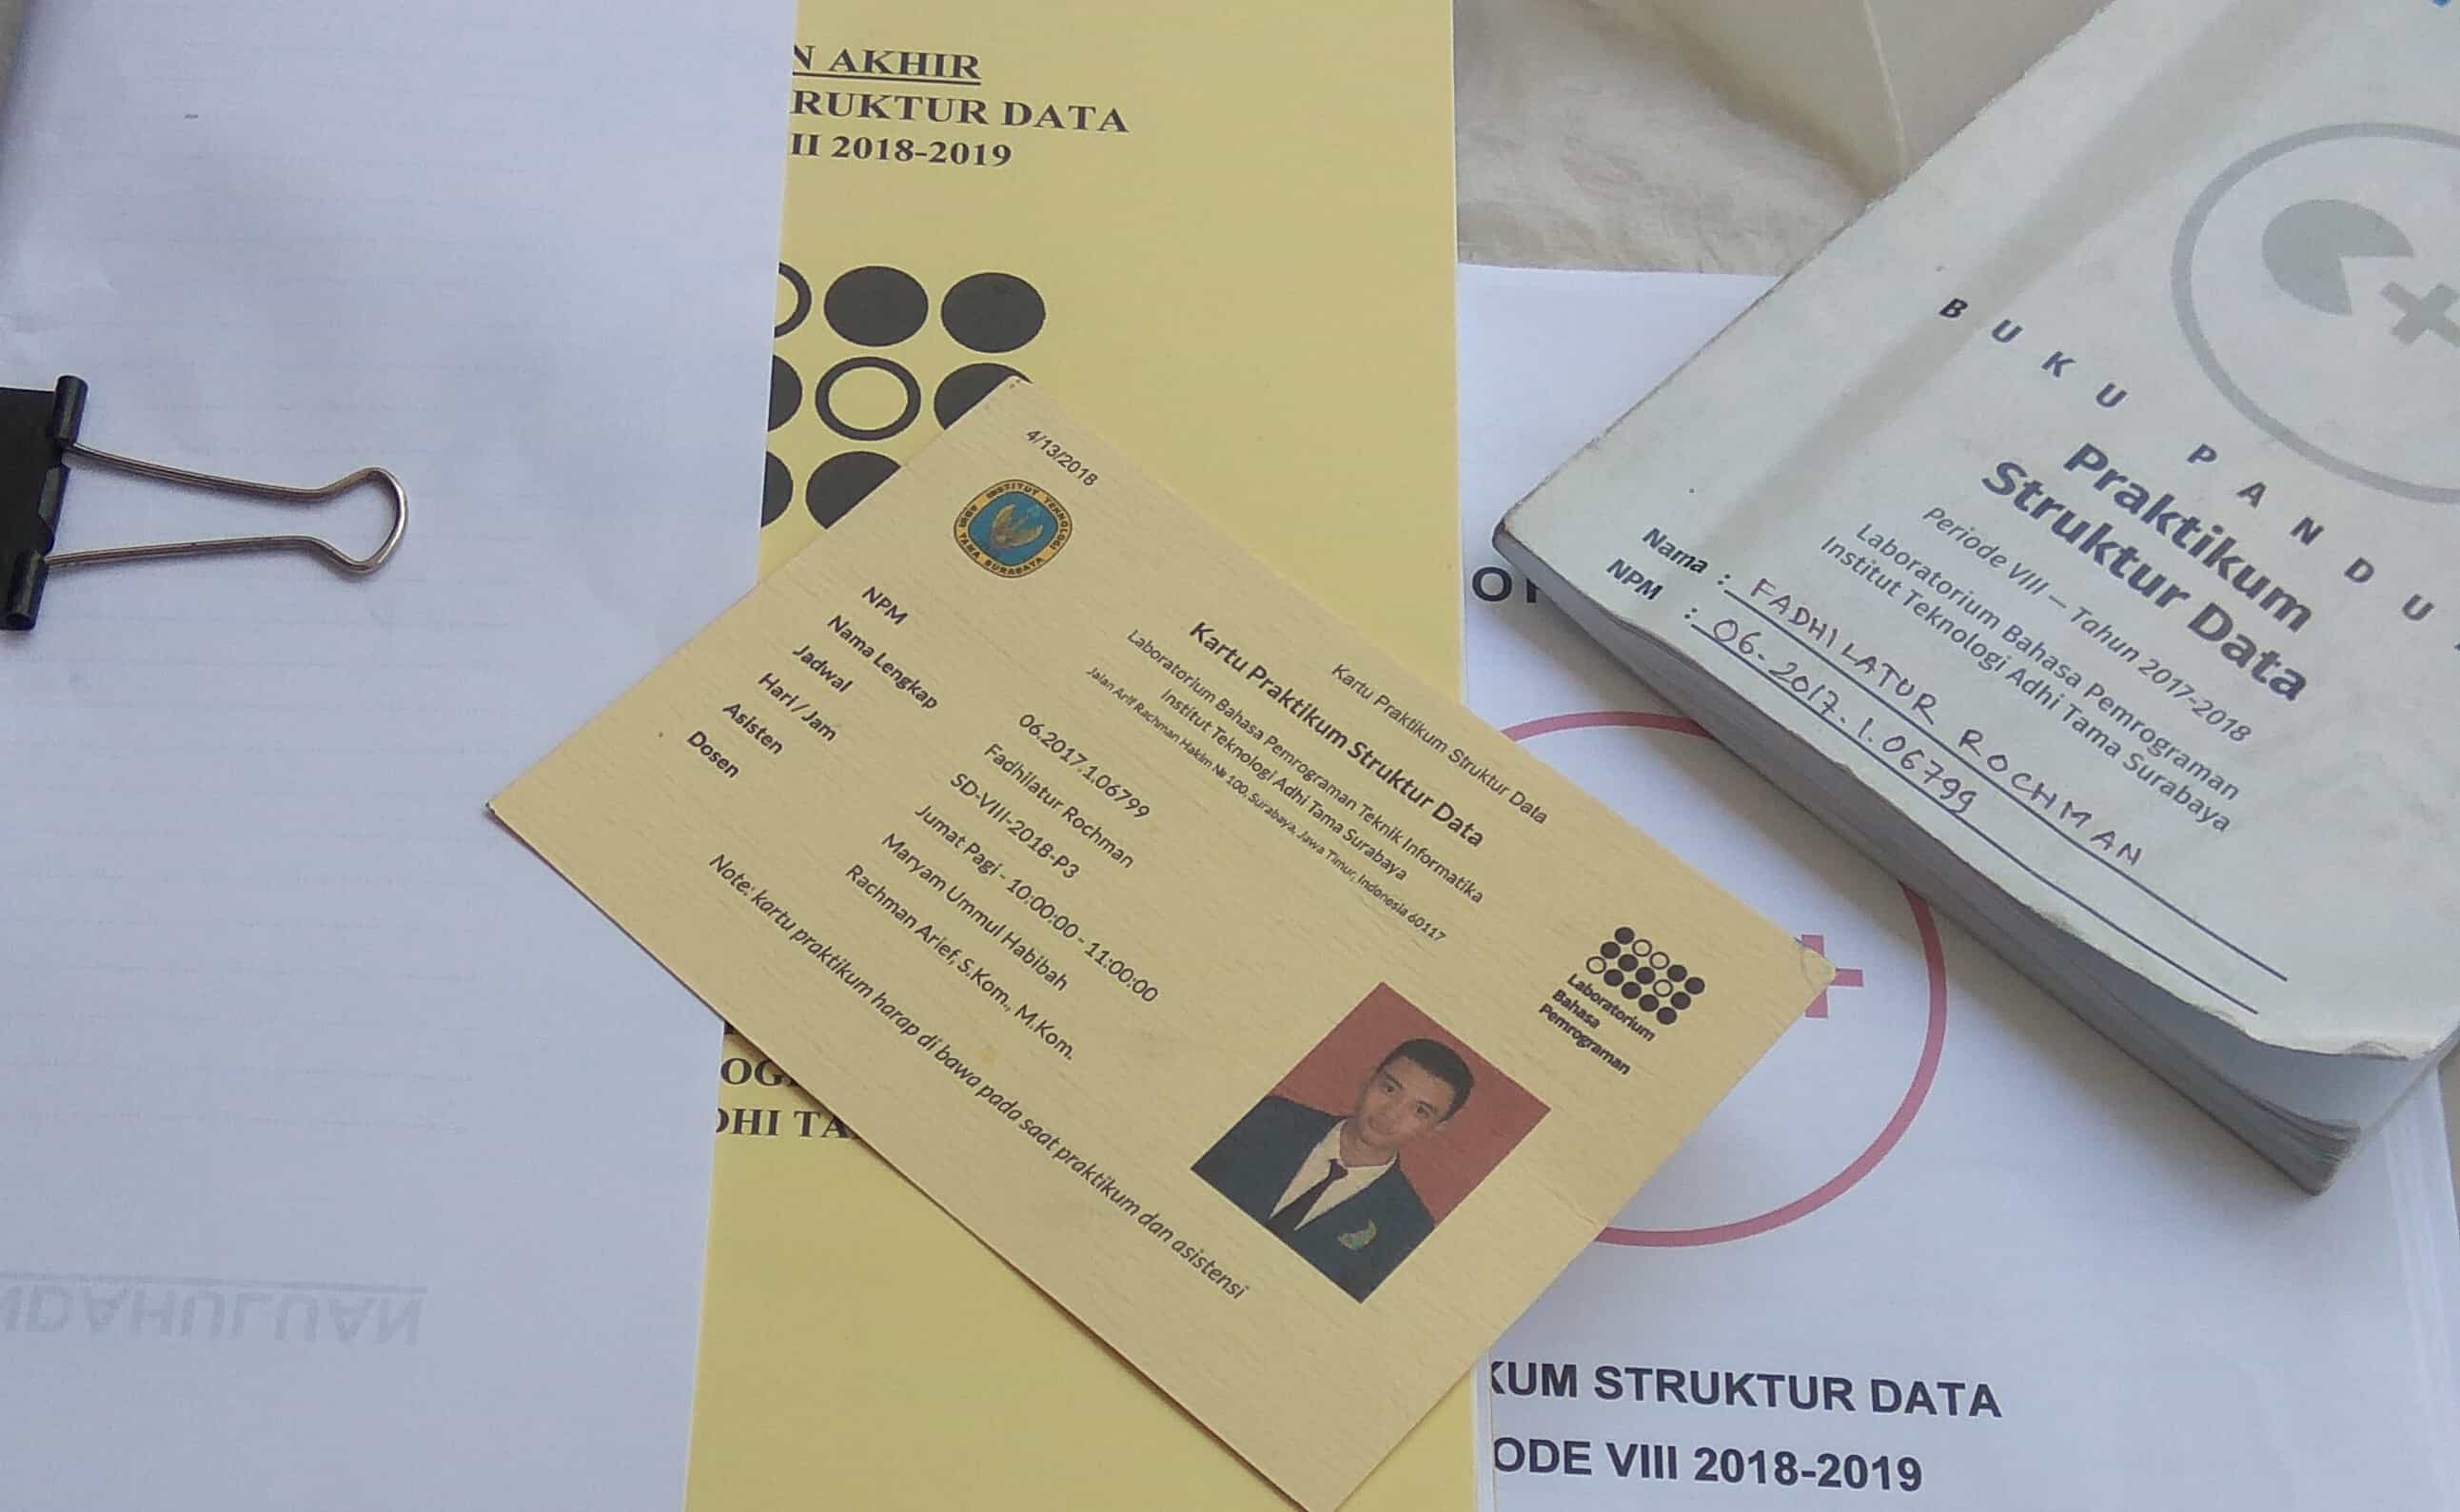 N AKHIR
RUKTUR DATA
II 2018-2019
OG
DHI TA
4/13/2018
Kartu Praktikum Struktur Data
INSTITUT TEKNOLOGI ADHI TAMA SURABAYA
Kartu Praktikum Struktur Data
Laboratorium Bahasa Pemrograman Teknik Informatika
Institut Teknologi Adhi Tama Surabaya
Jalan Arif Rachman Hakim № 100, Surabaya, Jawa Timur, Indonesia 60117
Laboratorium
Bahasa
Pemrograman
NPM 06.2017.1.06799
Nama Lengkap Fadhilatur Rochman
Jadwal SD-VIII-2018-P3
Hari / Jam Jumat Pagi - 10:00:00 - 11:00:00
Asisten Maryam Ummul Habibah
Dosen Rachman Arief, S.Kom., M.Kom.
Note: kartu praktikum harap di bawa pada saat praktikum dan asistensi
BUKU PANDU
Praktikum
Struktur Data
Periode VIII – Tahun 2017-2018
Laboratorium Bahasa Pemrograman
Institut Teknologi Adhi Tama Surabaya
Nama : FADHILATUR ROCHMAN
NPM : 06-2017.1.06799
KUM STRUKTUR DATA
ODE VIII 2018-2019
NDAHULUAN